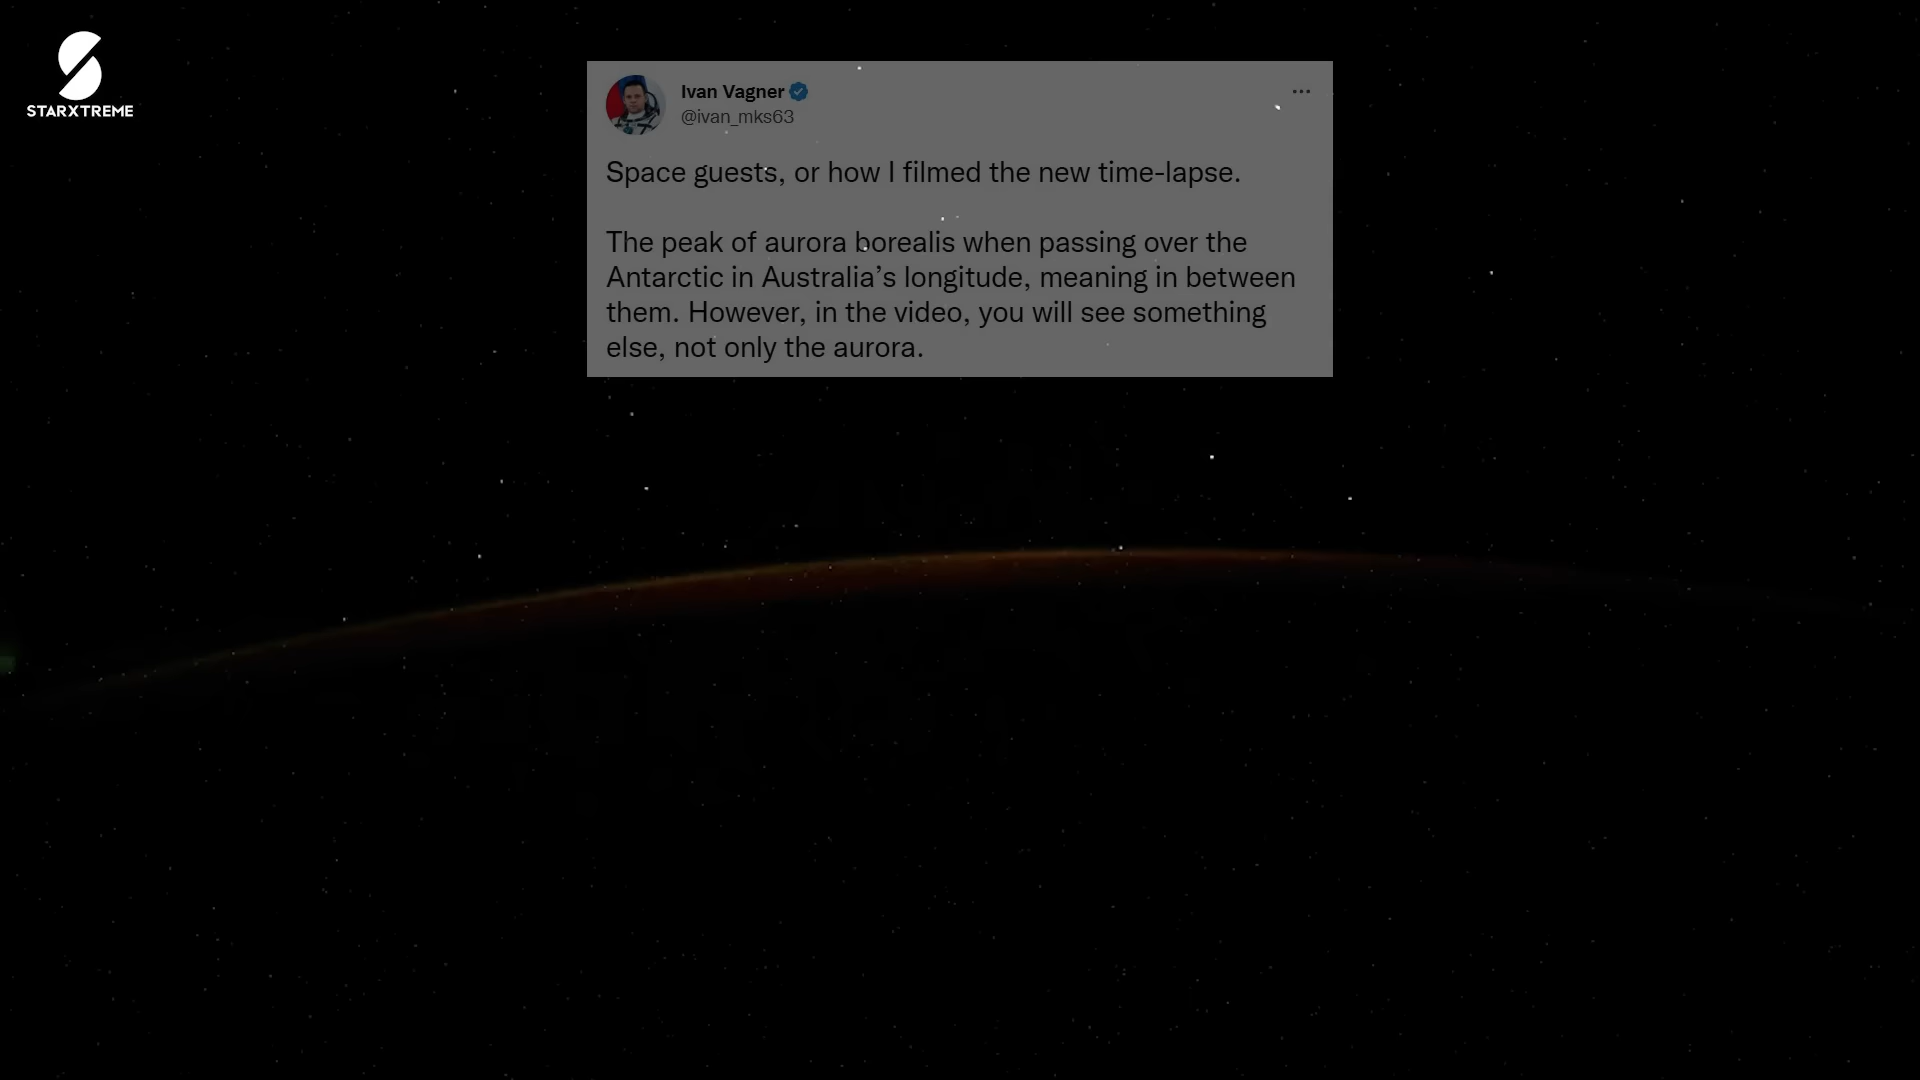 STARXTREME
Ivan Vagner
@ivan_mks63
Space guests, or how I filmed the new time-lapse.
The peak of aurora borealis when passing over the
Antarctic in Australia’s longitude, meaning in between
them. However, in the video, you will see something
else, not only the aurora.